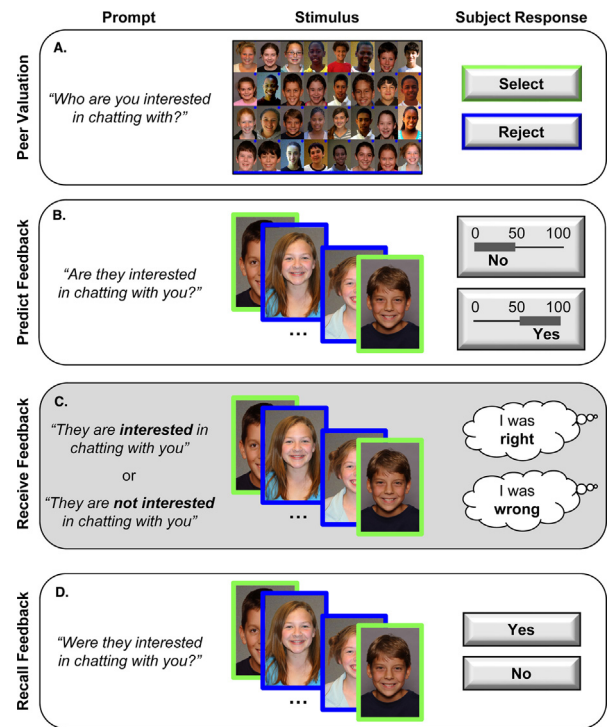 Prompt Stimulus Subject Response
Peer Valuation
A.
“Who are you interested
in chatting with?”
Select
Reject
Predict Feedback
B.
“Are they interested
in chatting with you?”
...
0 50 100
No
0 50 100
Yes
Receive Feedback
C.
“They are interested in
chatting with you”
or
“They are not interested
in chatting with you”
...
I was
right
I was
wrong
Recall Feedback
D.
“Were they interested
in chatting with you?”
...
Yes
No